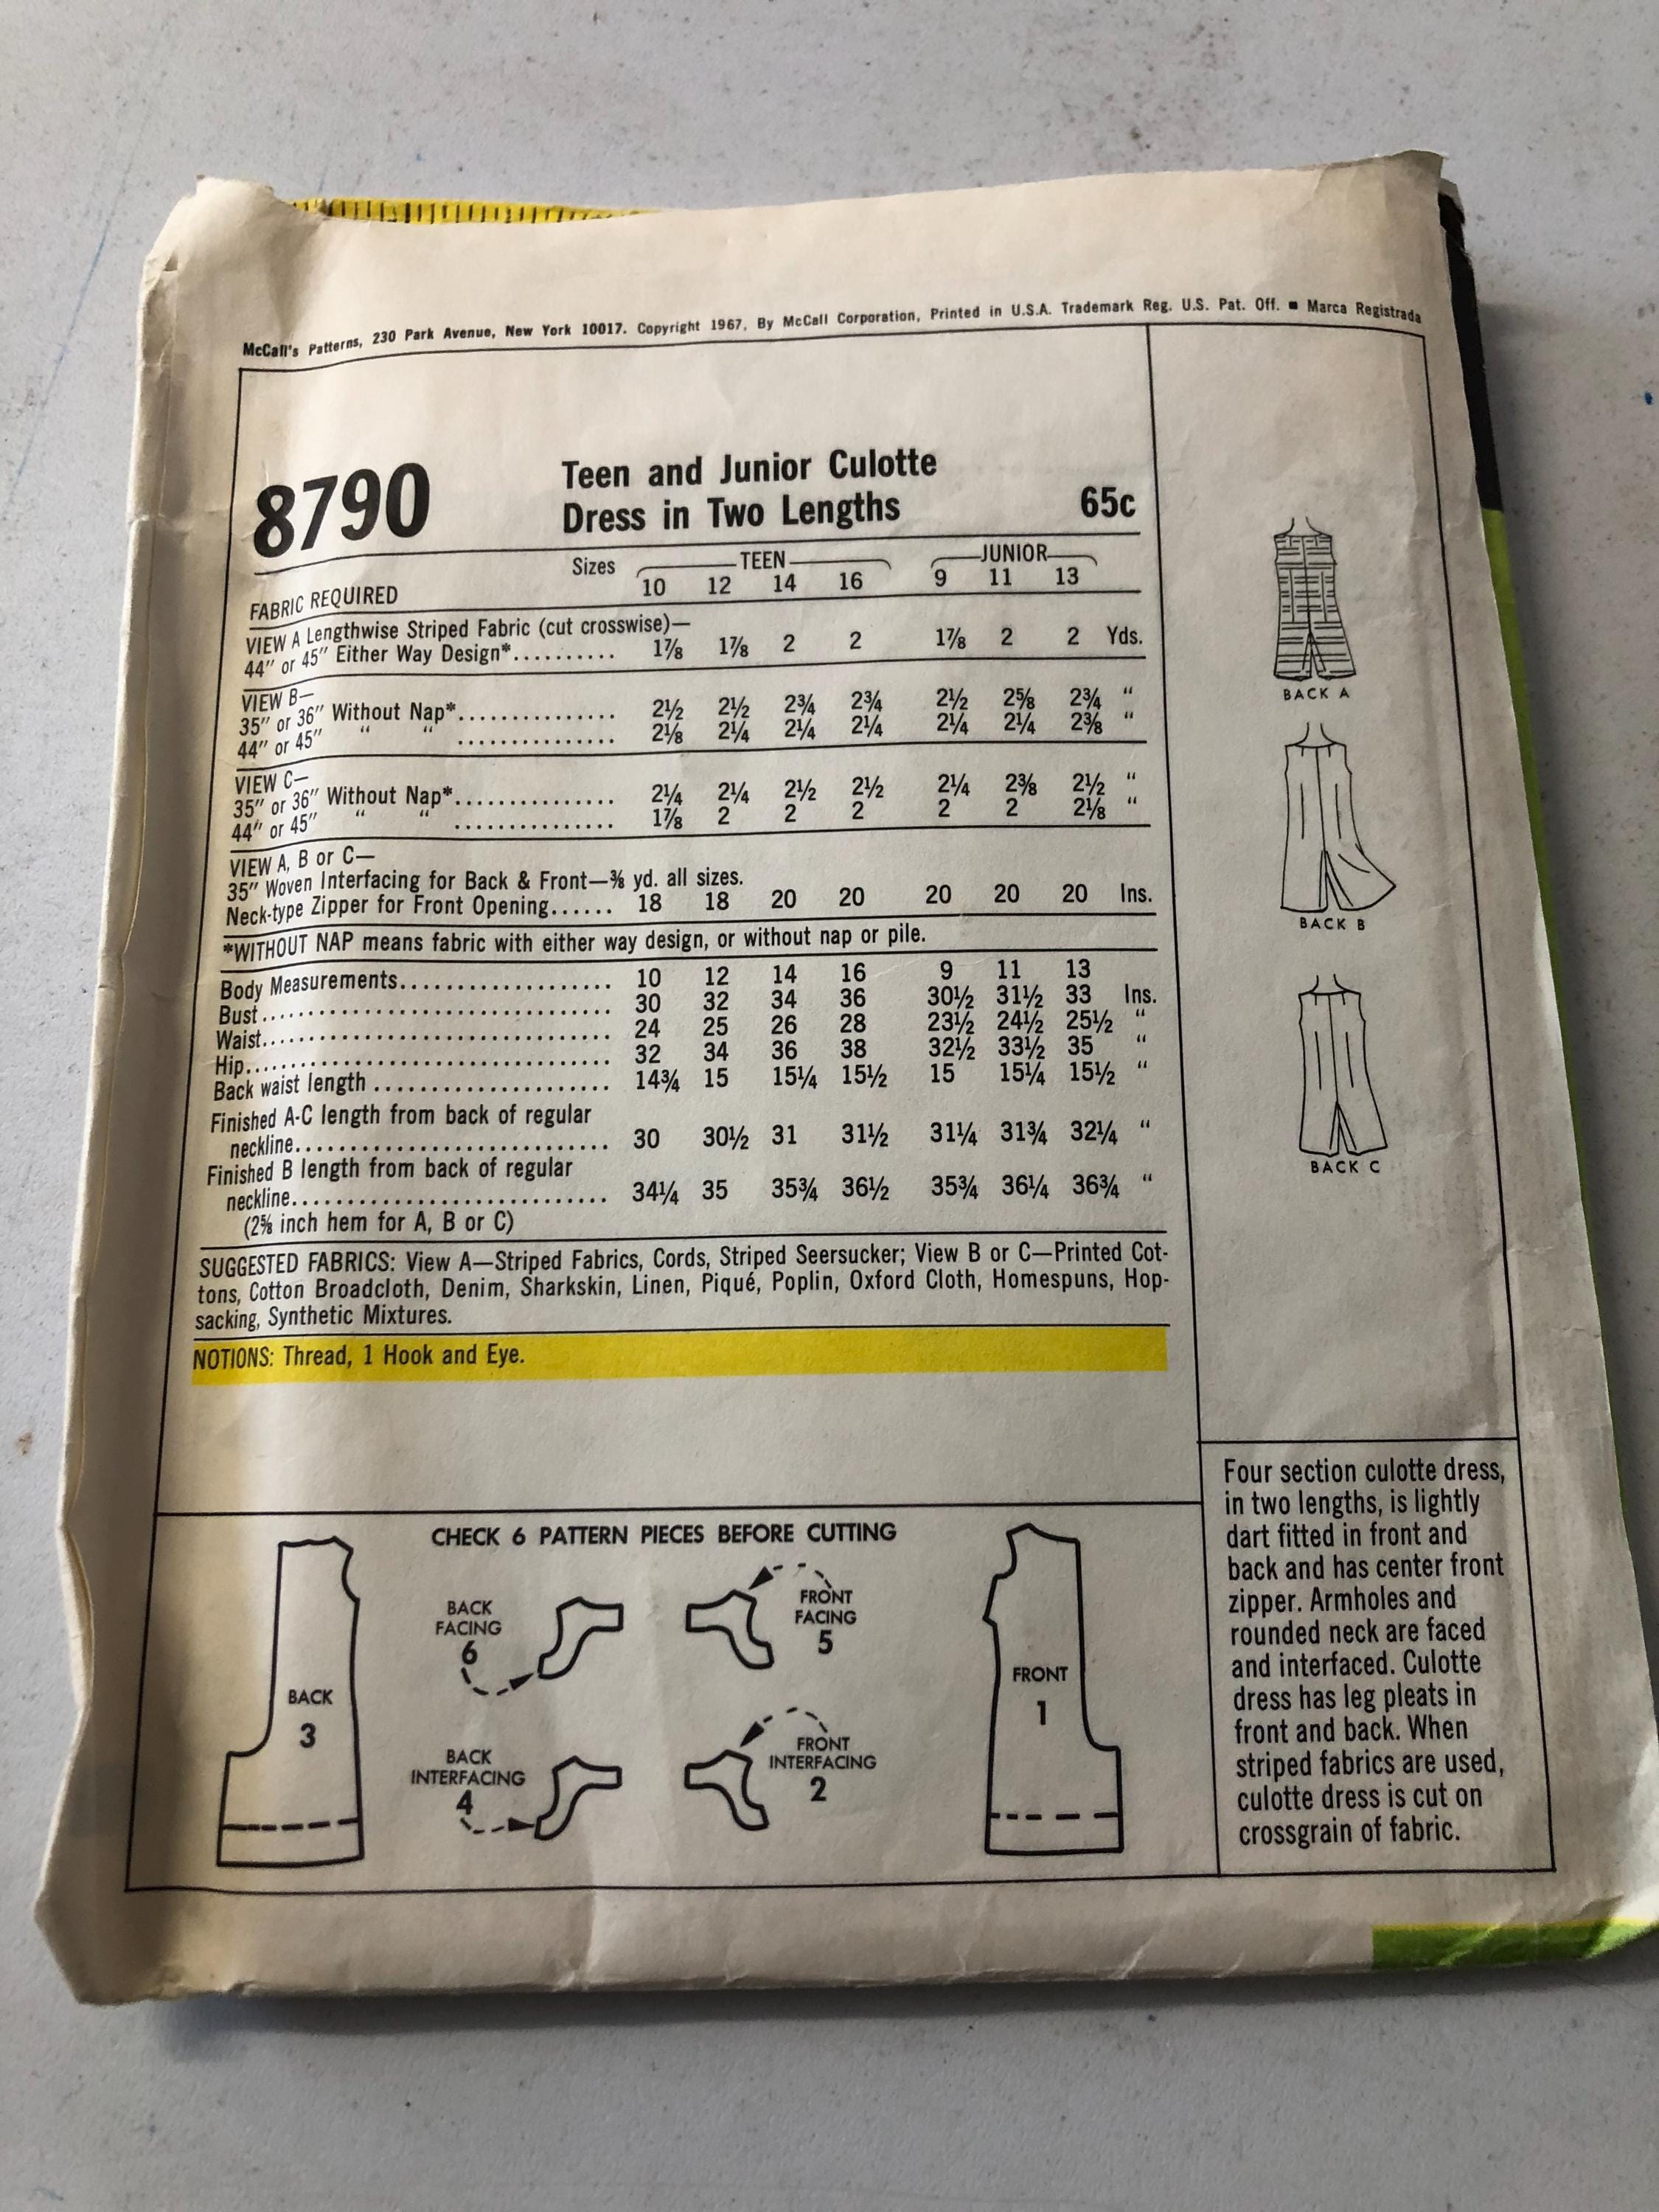 McCall's Patterns, 230 Park Avenue, New York 10017. Copyright 1967, By McCall Corporation, Printed in U.S.A. Trademark Reg. U.S. Pat. Off. ■ Marca Registrada
8790
Teen and Junior Culotte
Dress in Two Lengths
65c
Sizes TEEN JUNIOR
FABRIC REQUIRED 10 12 14 16 9 11 13
VIEW A Lengthwise Striped Fabric (cut crosswise)—
44" or 45" Either Way Design*.......... 1⅞ 1⅞ 2 2 1⅞ 2 2 Yds.
VIEW B—
35" or 36" Without Nap*............... 2½ 2½ 2¾ 2¾ 2½ 2⅝ 2¾ "
44" or 45" " " ............... 2⅛ 2¼ 2¼ 2¼ 2¼ 2¼ 2⅜ "
VIEW C—
35" or 36" Without Nap*............... 2¼ 2¼ 2½ 2½ 2¼ 2⅜ 2½ "
44" or 45" " " ............... 1⅞ 2 2 2 2 2 2⅛ "
VIEW A, B or C—
35" Woven Interfacing for Back & Front—⅜ yd. all sizes.
Neck-type Zipper for Front Opening...... 18 18 20 20 20 20 20 Ins.
*WITHOUT NAP means fabric with either way design, or without nap or pile.
Body Measurements.................... 10 12 14 16 9 11 13
Bust.................................. 30 32 34 36 30½ 31½ 33 Ins.
Waist................................. 24 25 26 28 23½ 24½ 25½ "
Hip................................... 32 34 36 38 32½ 33½ 35 "
Back waist length ....................... 14¾ 15 15¼ 15½ 15 15¼ 15½ "
Finished A-C length from back of regular
neckline.............................. 30 30½ 31 31½ 31¼ 31¾ 32¼ "
Finished B length from back of regular
neckline.............................. 34¼ 35 35¾ 36½ 35¾ 36¼ 36¾ "
(2⅝ inch hem for A, B or C)
SUGGESTED FABRICS: View A—Striped Fabrics, Cords, Striped Seersucker; View B or C—Printed Cot-
tons, Cotton Broadcloth, Denim, Sharkskin, Linen, Piqué, Poplin, Oxford Cloth, Homespuns, Hop-
sacking, Synthetic Mixtures.
NOTIONS: Thread, 1 Hook and Eye.
BACK A
BACK B
BACK C
CHECK 6 PATTERN PIECES BEFORE CUTTING
BACK
3
BACK
FACING
6
BACK
INTERFACING
4
FRONT
FACING
5
FRONT
INTERFACING
2
FRONT
1
Four section culotte dress,
in two lengths, is lightly
dart fitted in front and
back and has center front
zipper. Armholes and
rounded neck are faced
and interfaced. Culotte
dress has leg pleats in
front and back. When
striped fabrics are used,
culotte dress is cut on
crossgrain of fabric.